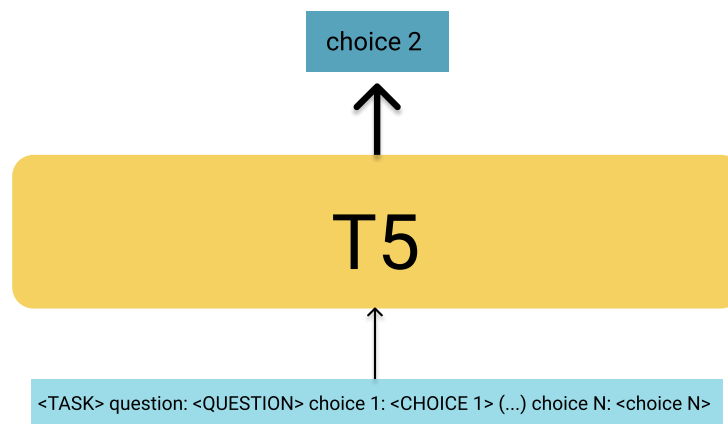 choice 2
T5
<TASK> question: <QUESTION> choice 1: <CHOICE 1> (...) choice N: <choice N>